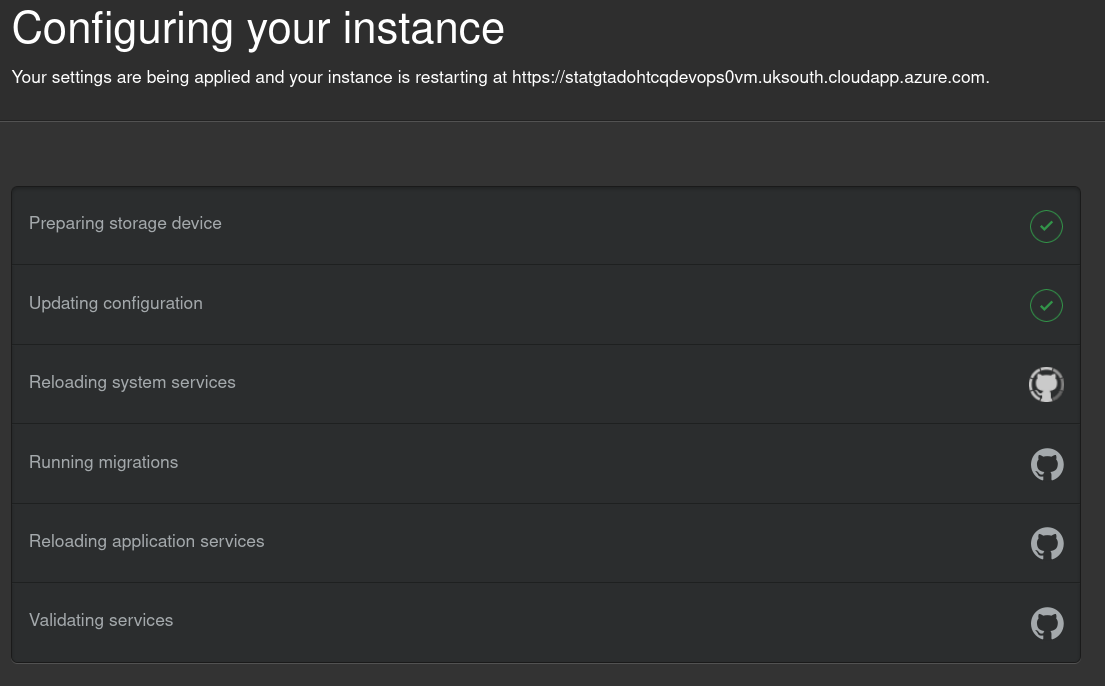 Configuring your instance
Your settings are being applied and your instance is restarting at https://statgtadohtcqdevops0vm.uksouth.cloudapp.azure.com.
Preparing storage device
Updating configuration
Reloading system services
Running migrations
Reloading application services
Validating services